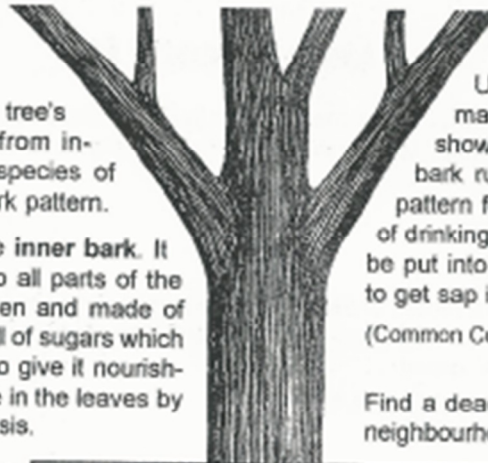 tree's
from in-
species of
rk pattern.
e inner bark. It
o all parts of the
en and made of
l of sugars which
o give it nourish-
e in the leaves by
sis.
U
ma
show
bark ru
pattern f
of drinking
be put into
to get sap i
(Common Co
Find a dea
neighbourho